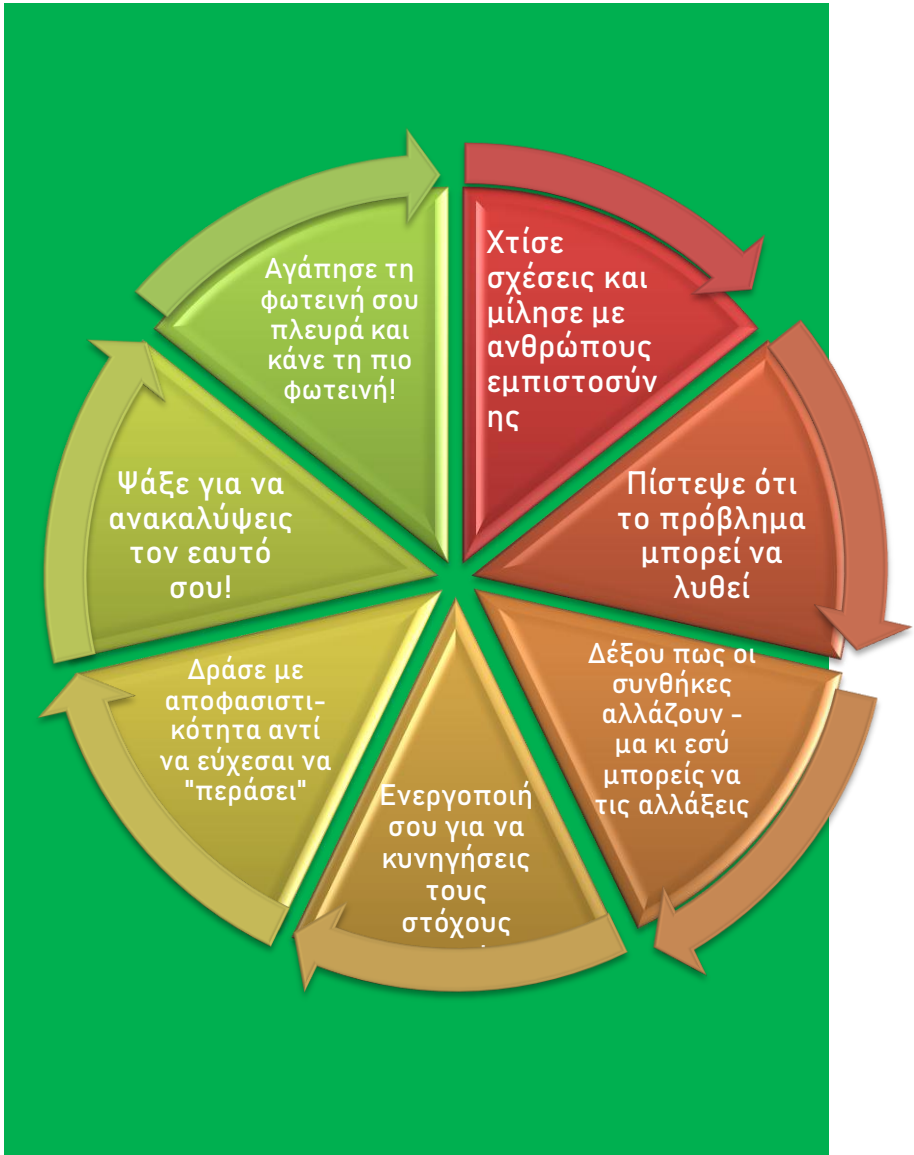 Χτίσε
σχέσεις και
μίλησε με
ανθρώπους
εμπιστοσύν
ης
Πίστεψε ότι
το πρόβλημα
μπορεί να
λυθεί
Δέξου πως οι
συνθήκες
αλλάζουν -
μα κι εσύ
μπορείς να
τις αλλάξεις
Ενεργοποιή
σου για να
κυνηγήσεις
τους
στόχους
Δράσε με
αποφασιστι-
κότητα αντί
να εύχεσαι να
"περάσει"
Ψάξε για να
ανακαλύψεις
τον εαυτό
σου!
Αγάπησε τη
φωτεινή σου
πλευρά και
κάνε τη πιο
φωτεινή!